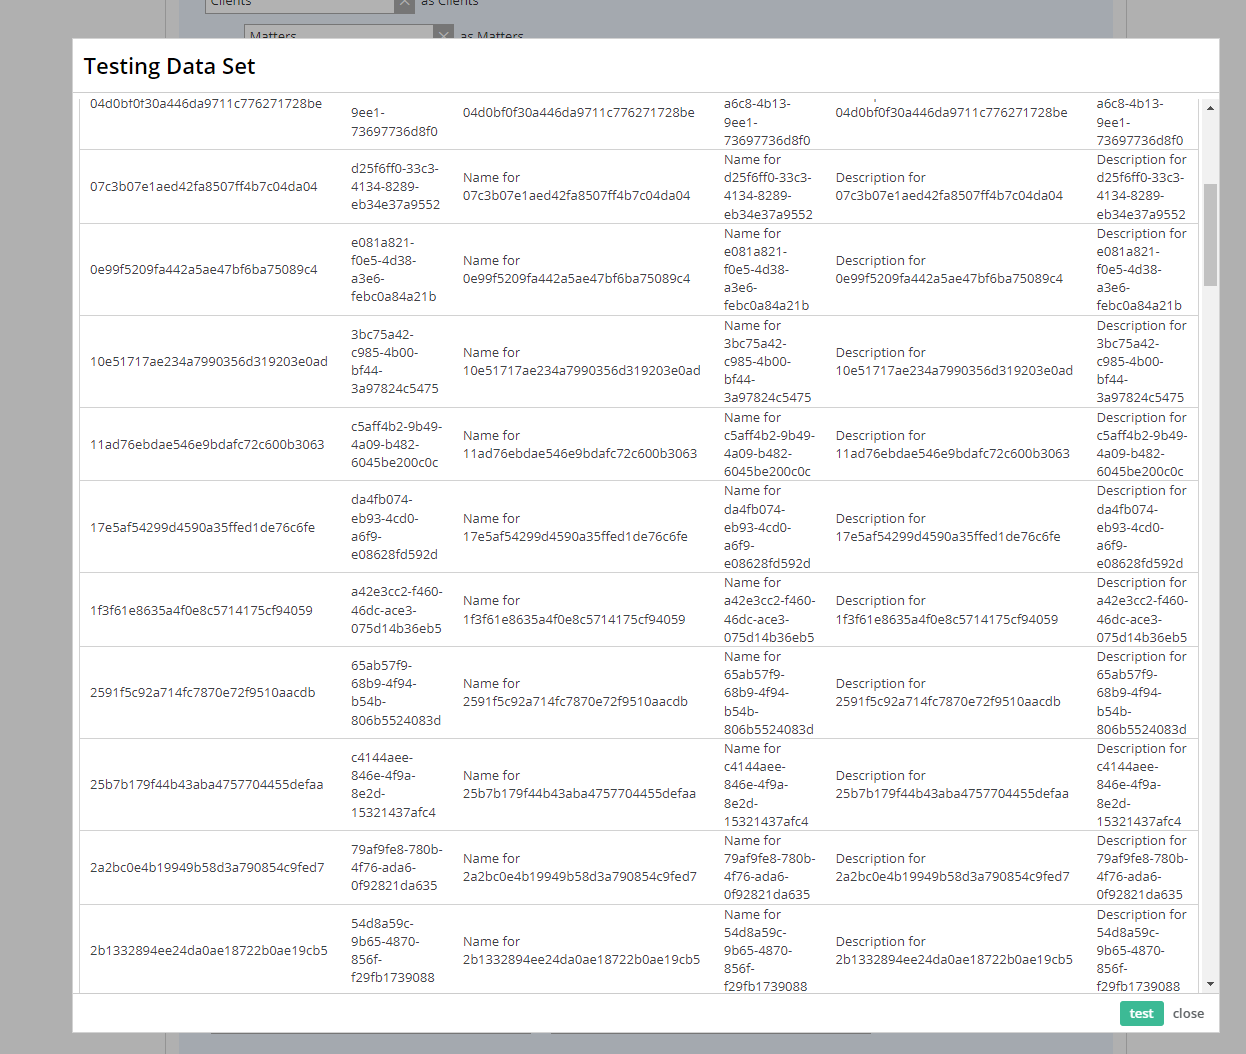 Clients as Clients
Matters as Matters
Testing Data Set
04d0bf0f30a446da9711c776271728be
9ee1-
73697736d8f0
04d0bf0f30a446da9711c776271728be
a6c8-4b13-
9ee1-
73697736d8f0
04d0bf0f30a446da9711c776271728be
a6c8-4b13-
9ee1-
73697736d8f0
07c3b07e1aed42fa8507ff4b7c04da04
d25f6ff0-33c3-
4134-8289-
eb34e37a9552
Name for
07c3b07e1aed42fa8507ff4b7c04da04
Name for
d25f6ff0-33c3-
4134-8289-
eb34e37a9552
Description for
07c3b07e1aed42fa8507ff4b7c04da04
Description for
d25f6ff0-33c3-
4134-8289-
eb34e37a9552
0e99f5209fa442a5ae47bf6ba75089c4
e081a821-
f0e5-4d38-
a3e6-
febc0a84a21b
Name for
0e99f5209fa442a5ae47bf6ba75089c4
Name for
e081a821-
f0e5-4d38-
a3e6-
febc0a84a21b
Description for
0e99f5209fa442a5ae47bf6ba75089c4
Description for
e081a821-
f0e5-4d38-
a3e6-
febc0a84a21b
10e51717ae234a7990356d319203e0ad
3bc75a42-
c985-4b00-
bf44-
3a97824c5475
Name for
10e51717ae234a7990356d319203e0ad
Name for
3bc75a42-
c985-4b00-
bf44-
3a97824c5475
Description for
10e51717ae234a7990356d319203e0ad
Description for
3bc75a42-
c985-4b00-
bf44-
3a97824c5475
11ad76ebdae546e9bdafc72c600b3063
c5aff4b2-9b49-
4a09-b482-
6045be200c0c
Name for
11ad76ebdae546e9bdafc72c600b3063
Name for
c5aff4b2-9b49-
4a09-b482-
6045be200c0c
Description for
11ad76ebdae546e9bdafc72c600b3063
Description for
c5aff4b2-9b49-
4a09-b482-
6045be200c0c
17e5af54299d4590a35ffed1de76c6fe
da4fb074-
eb93-4cd0-
a6f9-
e08628fd592d
Name for
17e5af54299d4590a35ffed1de76c6fe
Name for
da4fb074-
eb93-4cd0-
a6f9-
e08628fd592d
Description for
17e5af54299d4590a35ffed1de76c6fe
Description for
da4fb074-
eb93-4cd0-
a6f9-
e08628fd592d
1f3f61e8635a4f0e8c5714175cf94059
a42e3cc2-f460-
46dc-ace3-
075d14b36eb5
Name for
1f3f61e8635a4f0e8c5714175cf94059
Name for
a42e3cc2-f460-
46dc-ace3-
075d14b36eb5
Description for
1f3f61e8635a4f0e8c5714175cf94059
Description for
a42e3cc2-f460-
46dc-ace3-
075d14b36eb5
2591f5c92a714fc7870e72f9510aacdb
65ab57f9-
68b9-4f94-
b54b-
806b5524083d
Name for
2591f5c92a714fc7870e72f9510aacdb
Name for
65ab57f9-
68b9-4f94-
b54b-
806b5524083d
Description for
2591f5c92a714fc7870e72f9510aacdb
Description for
65ab57f9-
68b9-4f94-
b54b-
806b5524083d
25b7b179f44b43aba4757704455defaa
c4144aee-
846e-4f9a-
8e2d-
15321437afc4
Name for
25b7b179f44b43aba4757704455defaa
Name for
c4144aee-
846e-4f9a-
8e2d-
15321437afc4
Description for
25b7b179f44b43aba4757704455defaa
Description for
c4144aee-
846e-4f9a-
8e2d-
15321437afc4
2a2bc0e4b19949b58d3a790854c9fed7
79af9fe8-780b-
4f76-ada6-
0f92821da635
Name for
2a2bc0e4b19949b58d3a790854c9fed7
Name for
79af9fe8-780b-
4f76-ada6-
0f92821da635
Description for
2a2bc0e4b19949b58d3a790854c9fed7
Description for
79af9fe8-780b-
4f76-ada6-
0f92821da635
2b1332894ee24da0ae18722b0ae19cb5
54d8a59c-
9b65-4870-
856f-
f29fb1739088
Name for
2b1332894ee24da0ae18722b0ae19cb5
Name for
54d8a59c-
9b65-4870-
856f-
f29fb1739088
Description for
2b1332894ee24da0ae18722b0ae19cb5
Description for
54d8a59c-
9b65-4870-
856f-
f29fb1739088
test close